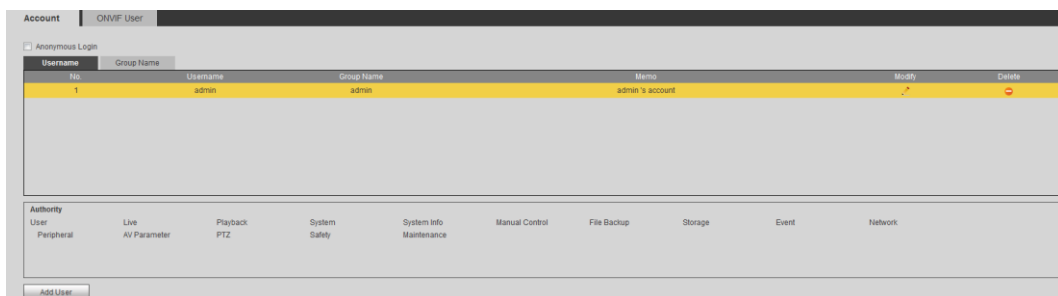 Account ONVIF User
Anonymous Login
Username Group Name
No. Username Group Name Memo Modify Delete
1 admin admin admin 's account
Authority
User Live Playback System System Info Manual Control File Backup Storage Event Network
Peripheral AV Parameter PTZ Safety Maintenance
Add User